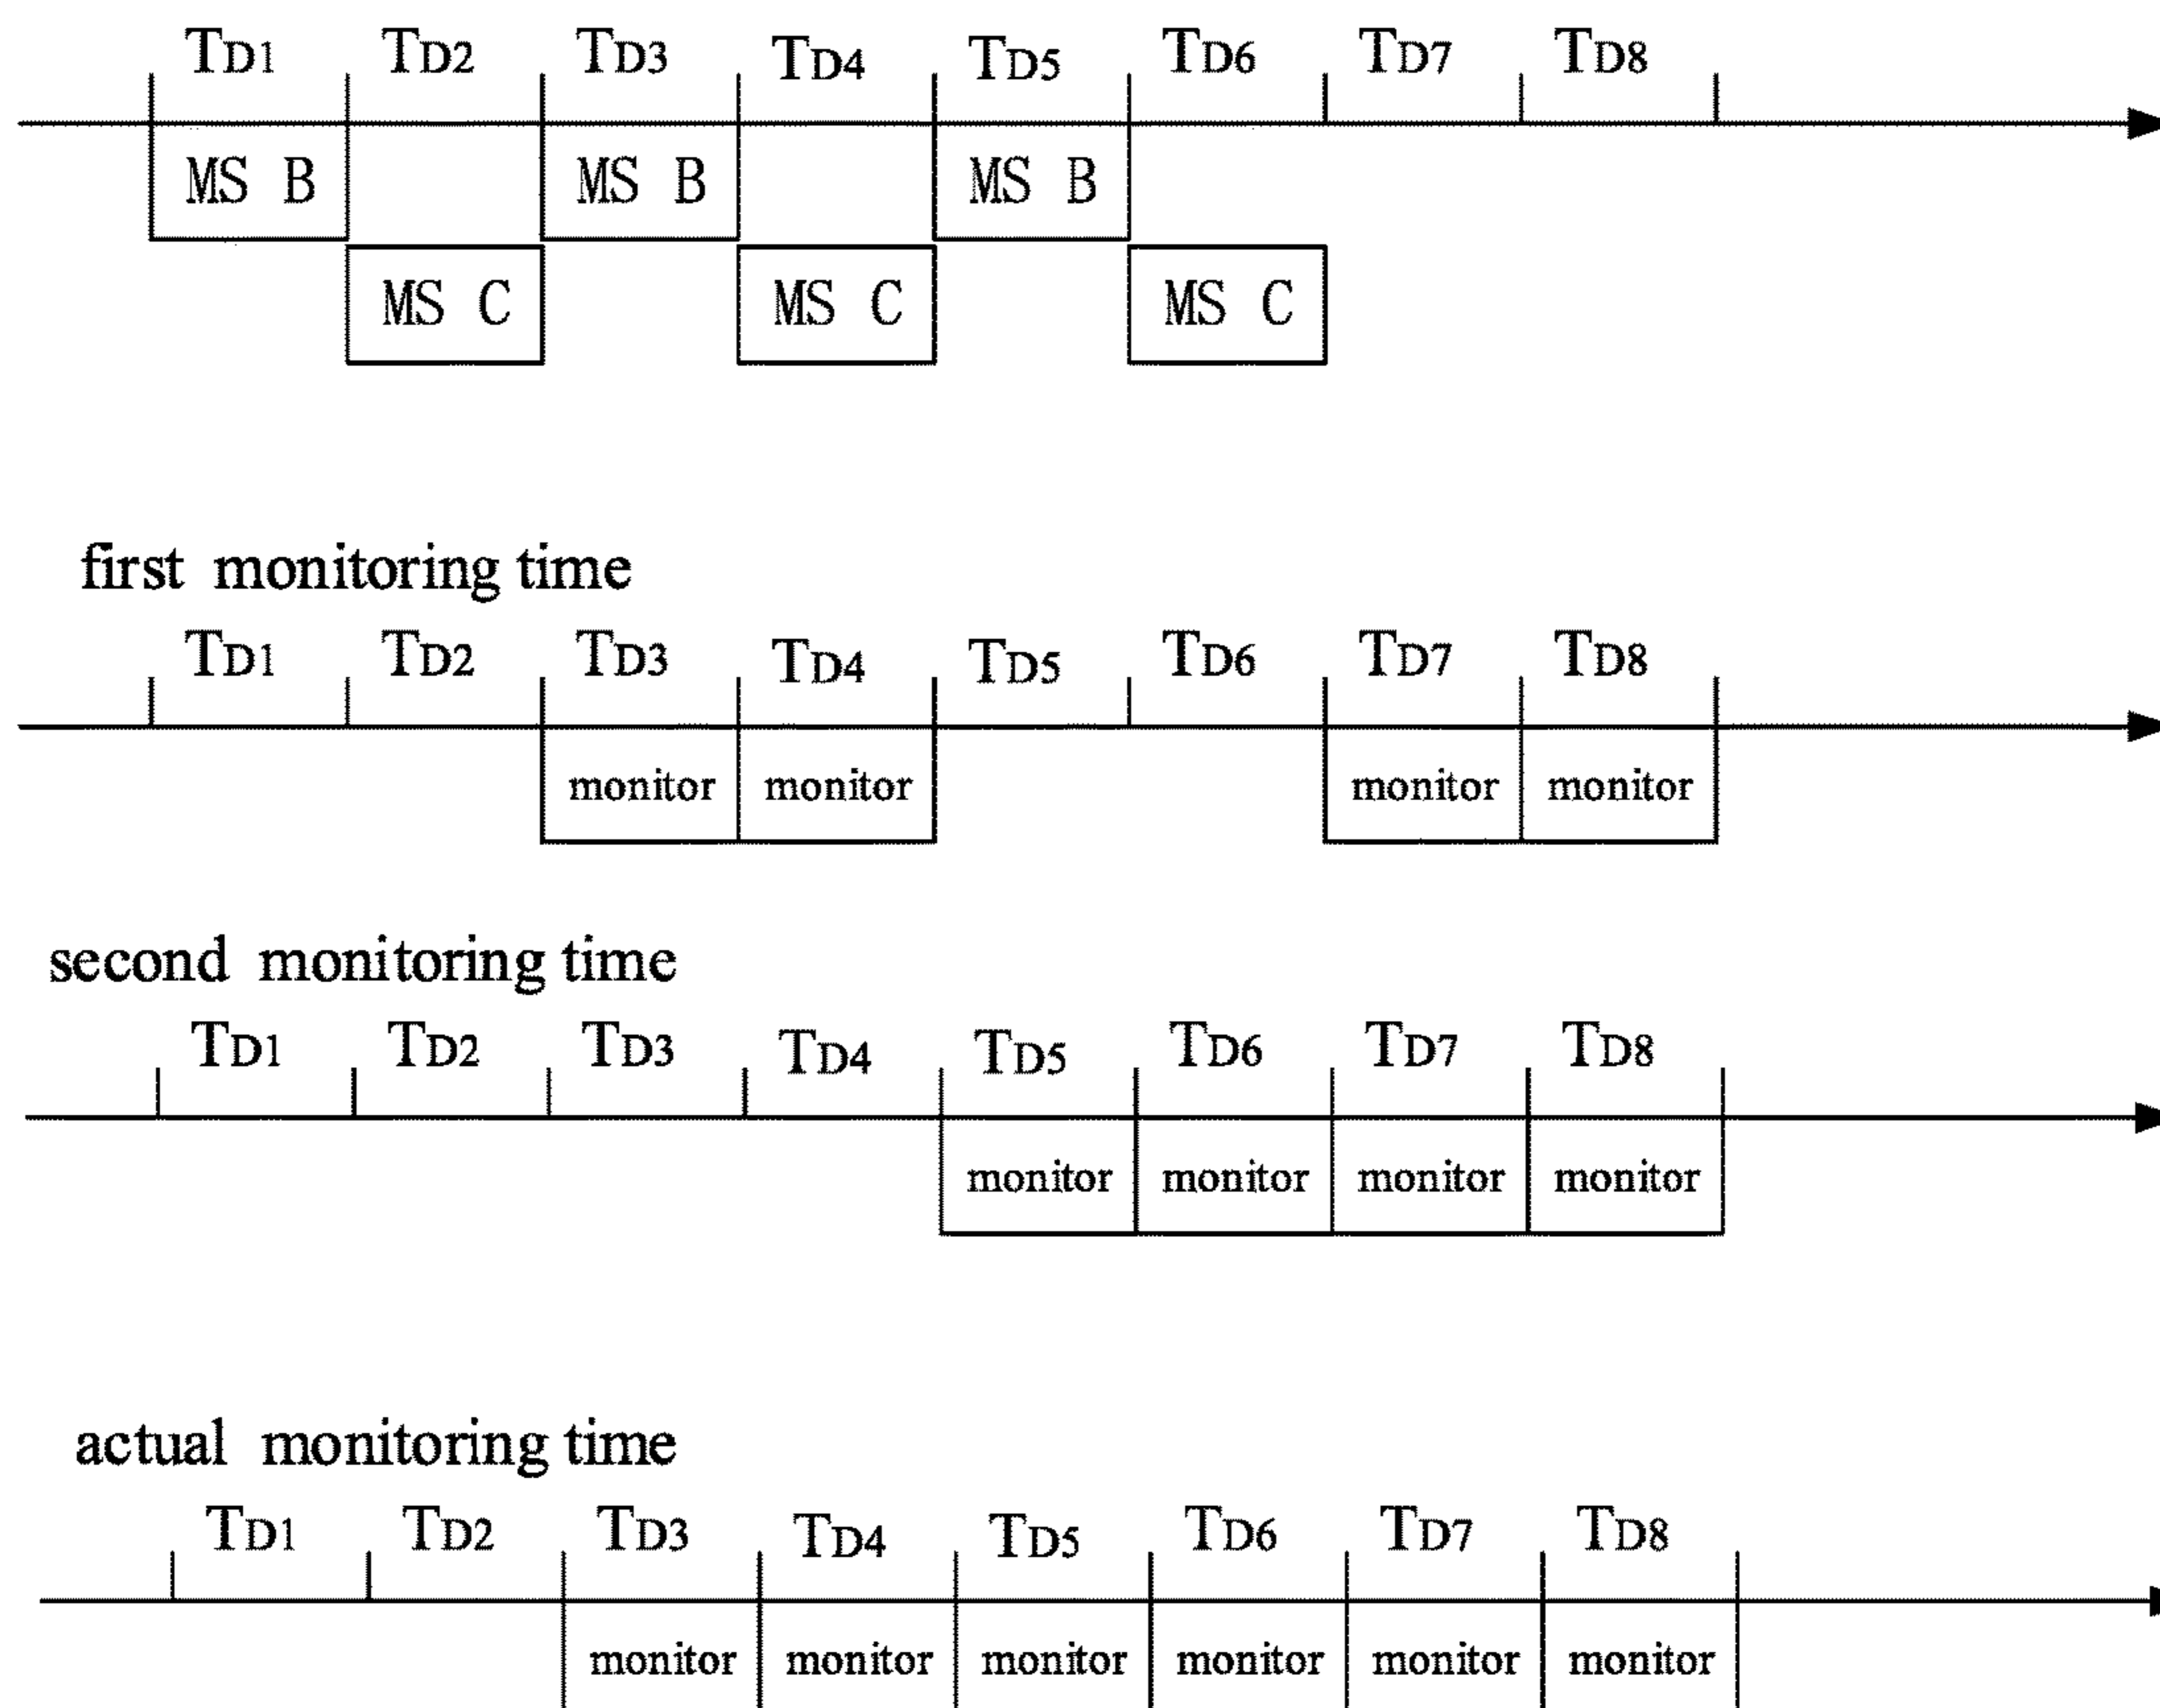 TD1 TD2 TD3 TD4 TD5 TD6 TD7 TD8
MS B MS B MS B
MS C MS C MS C
first monitoring time
TD1 TD2 TD3 TD4 TD5 TD6 TD7 TD8
monitor monitor monitor monitor
second monitoring time
TD1 TD2 TD3 TD4 TD5 TD6 TD7 TD8
monitor monitor monitor monitor
actual monitoring time
TD1 TD2 TD3 TD4 TD5 TD6 TD7 TD8
monitor monitor monitor monitor monitor monitor